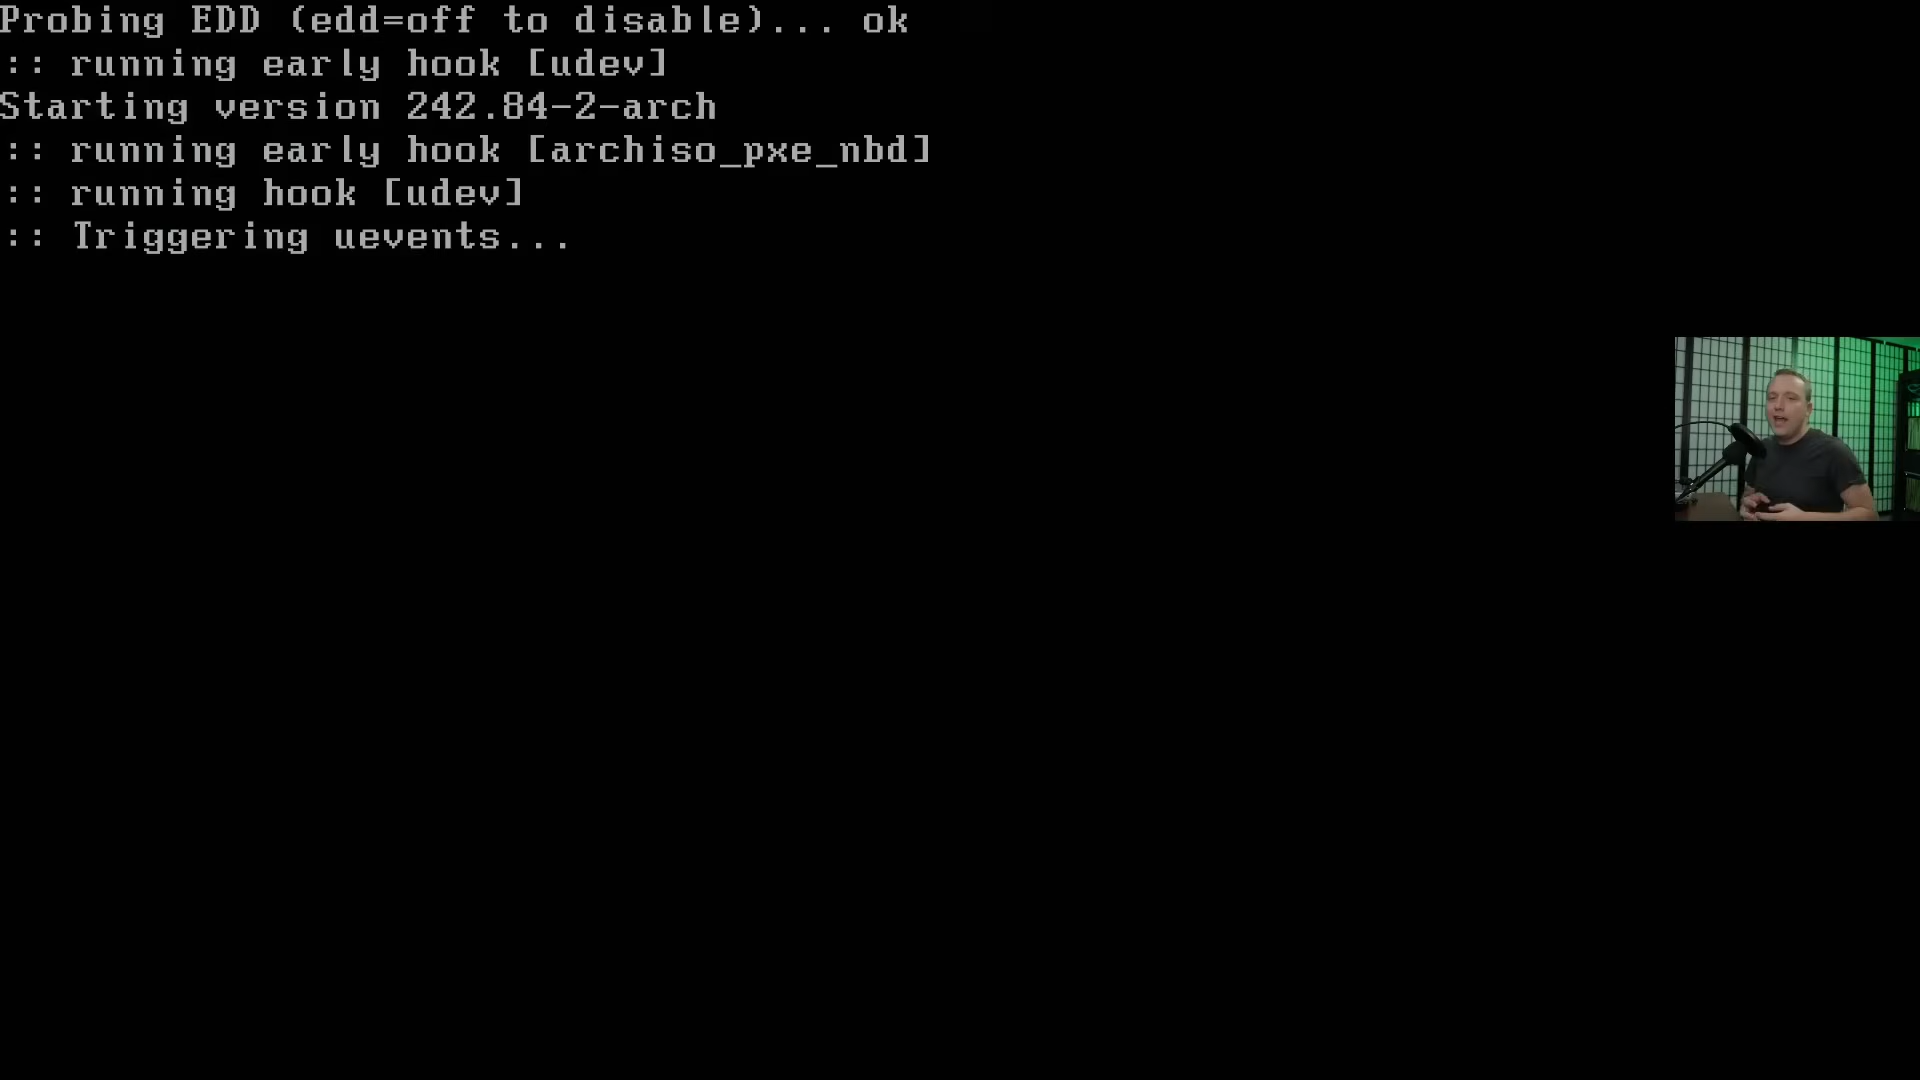 Probing EDD (edd=off to disable)... ok
:: running early hook [udev]
Starting version 242.84-2-arch
:: running early hook [archiso_pxe_nbd]
:: running hook [udev]
:: Triggering uevents...